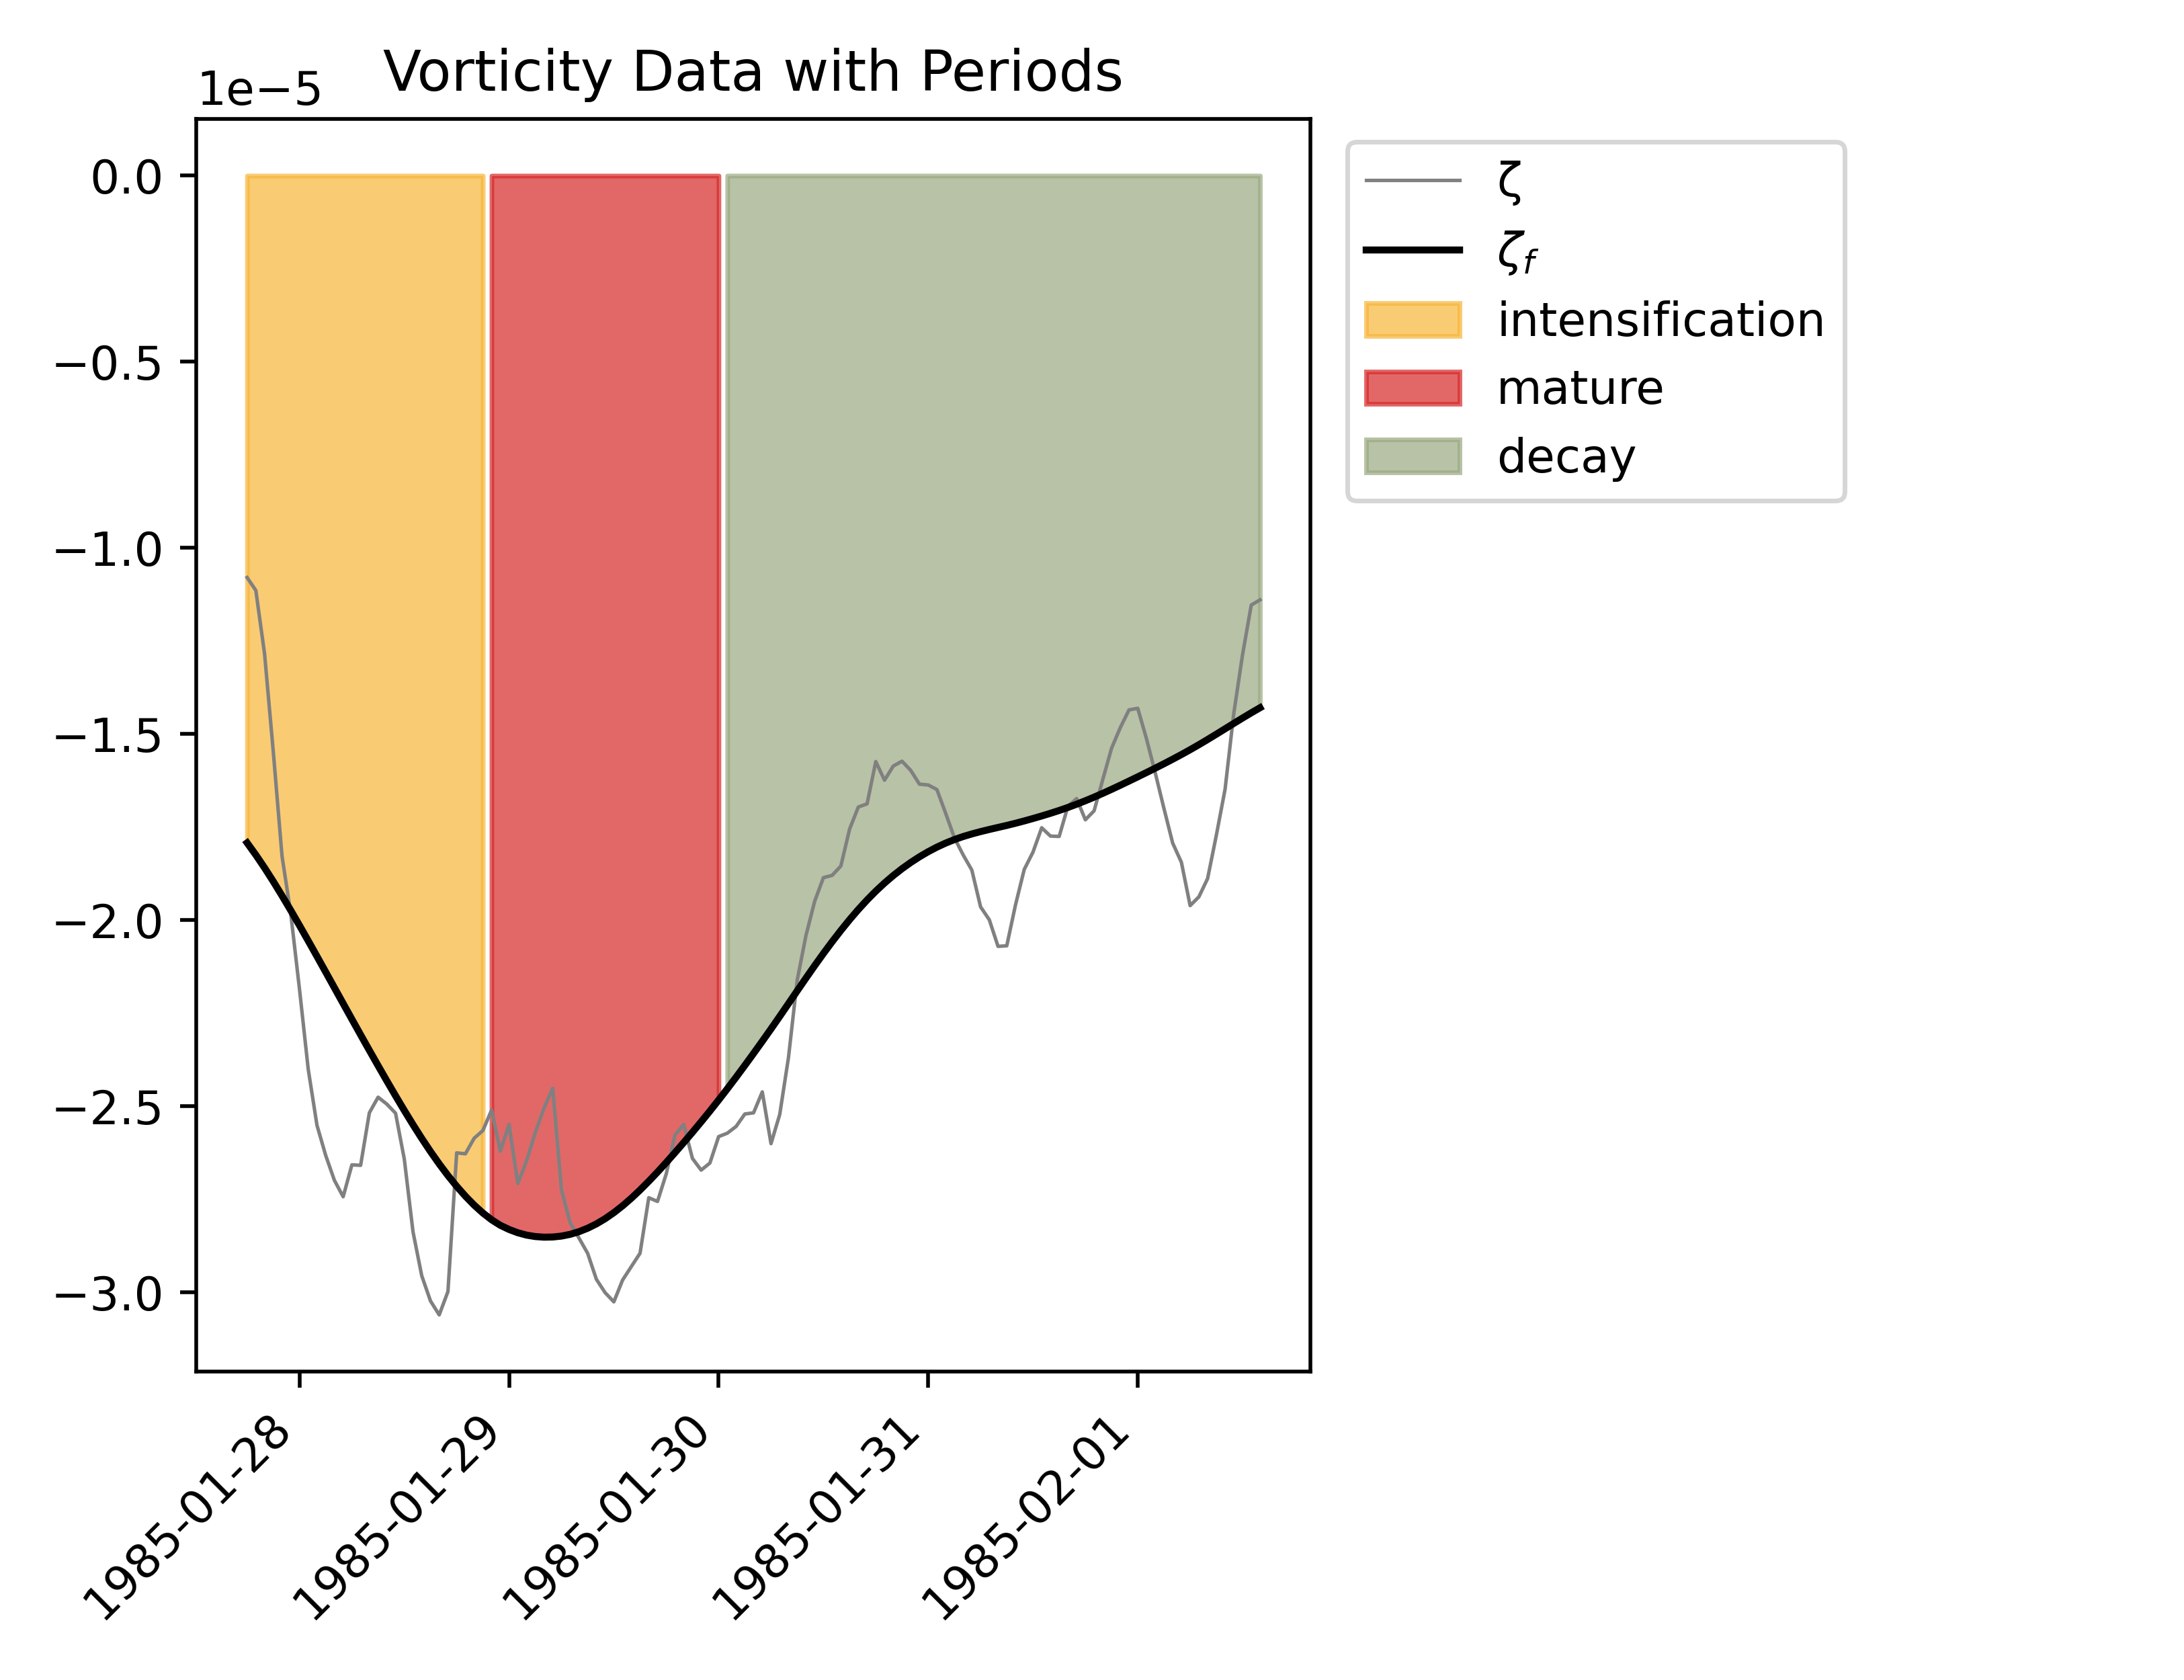 Vorticity Data with Periods
1e−5
0.0
−0.5
−1.0
−1.5
−2.0
−2.5
−3.0
1985-01-28
1985-01-29
1985-01-30
1985-01-31
1985-02-01
ζ
ζf
intensification
mature
decay